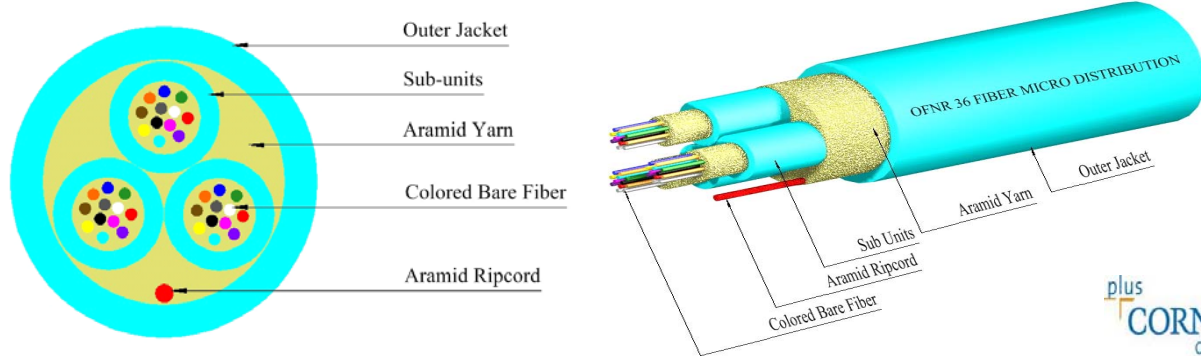 Outer Jacket
Sub-units
Aramid Yarn
Colored Bare Fiber
Aramid Ripcord
OFNR 36 FIBER MICRO DISTRIBUTION
Outer Jacket
Aramid Yarn
Sub Units
Aramid Ripcord
Colored Bare Fiber
plus